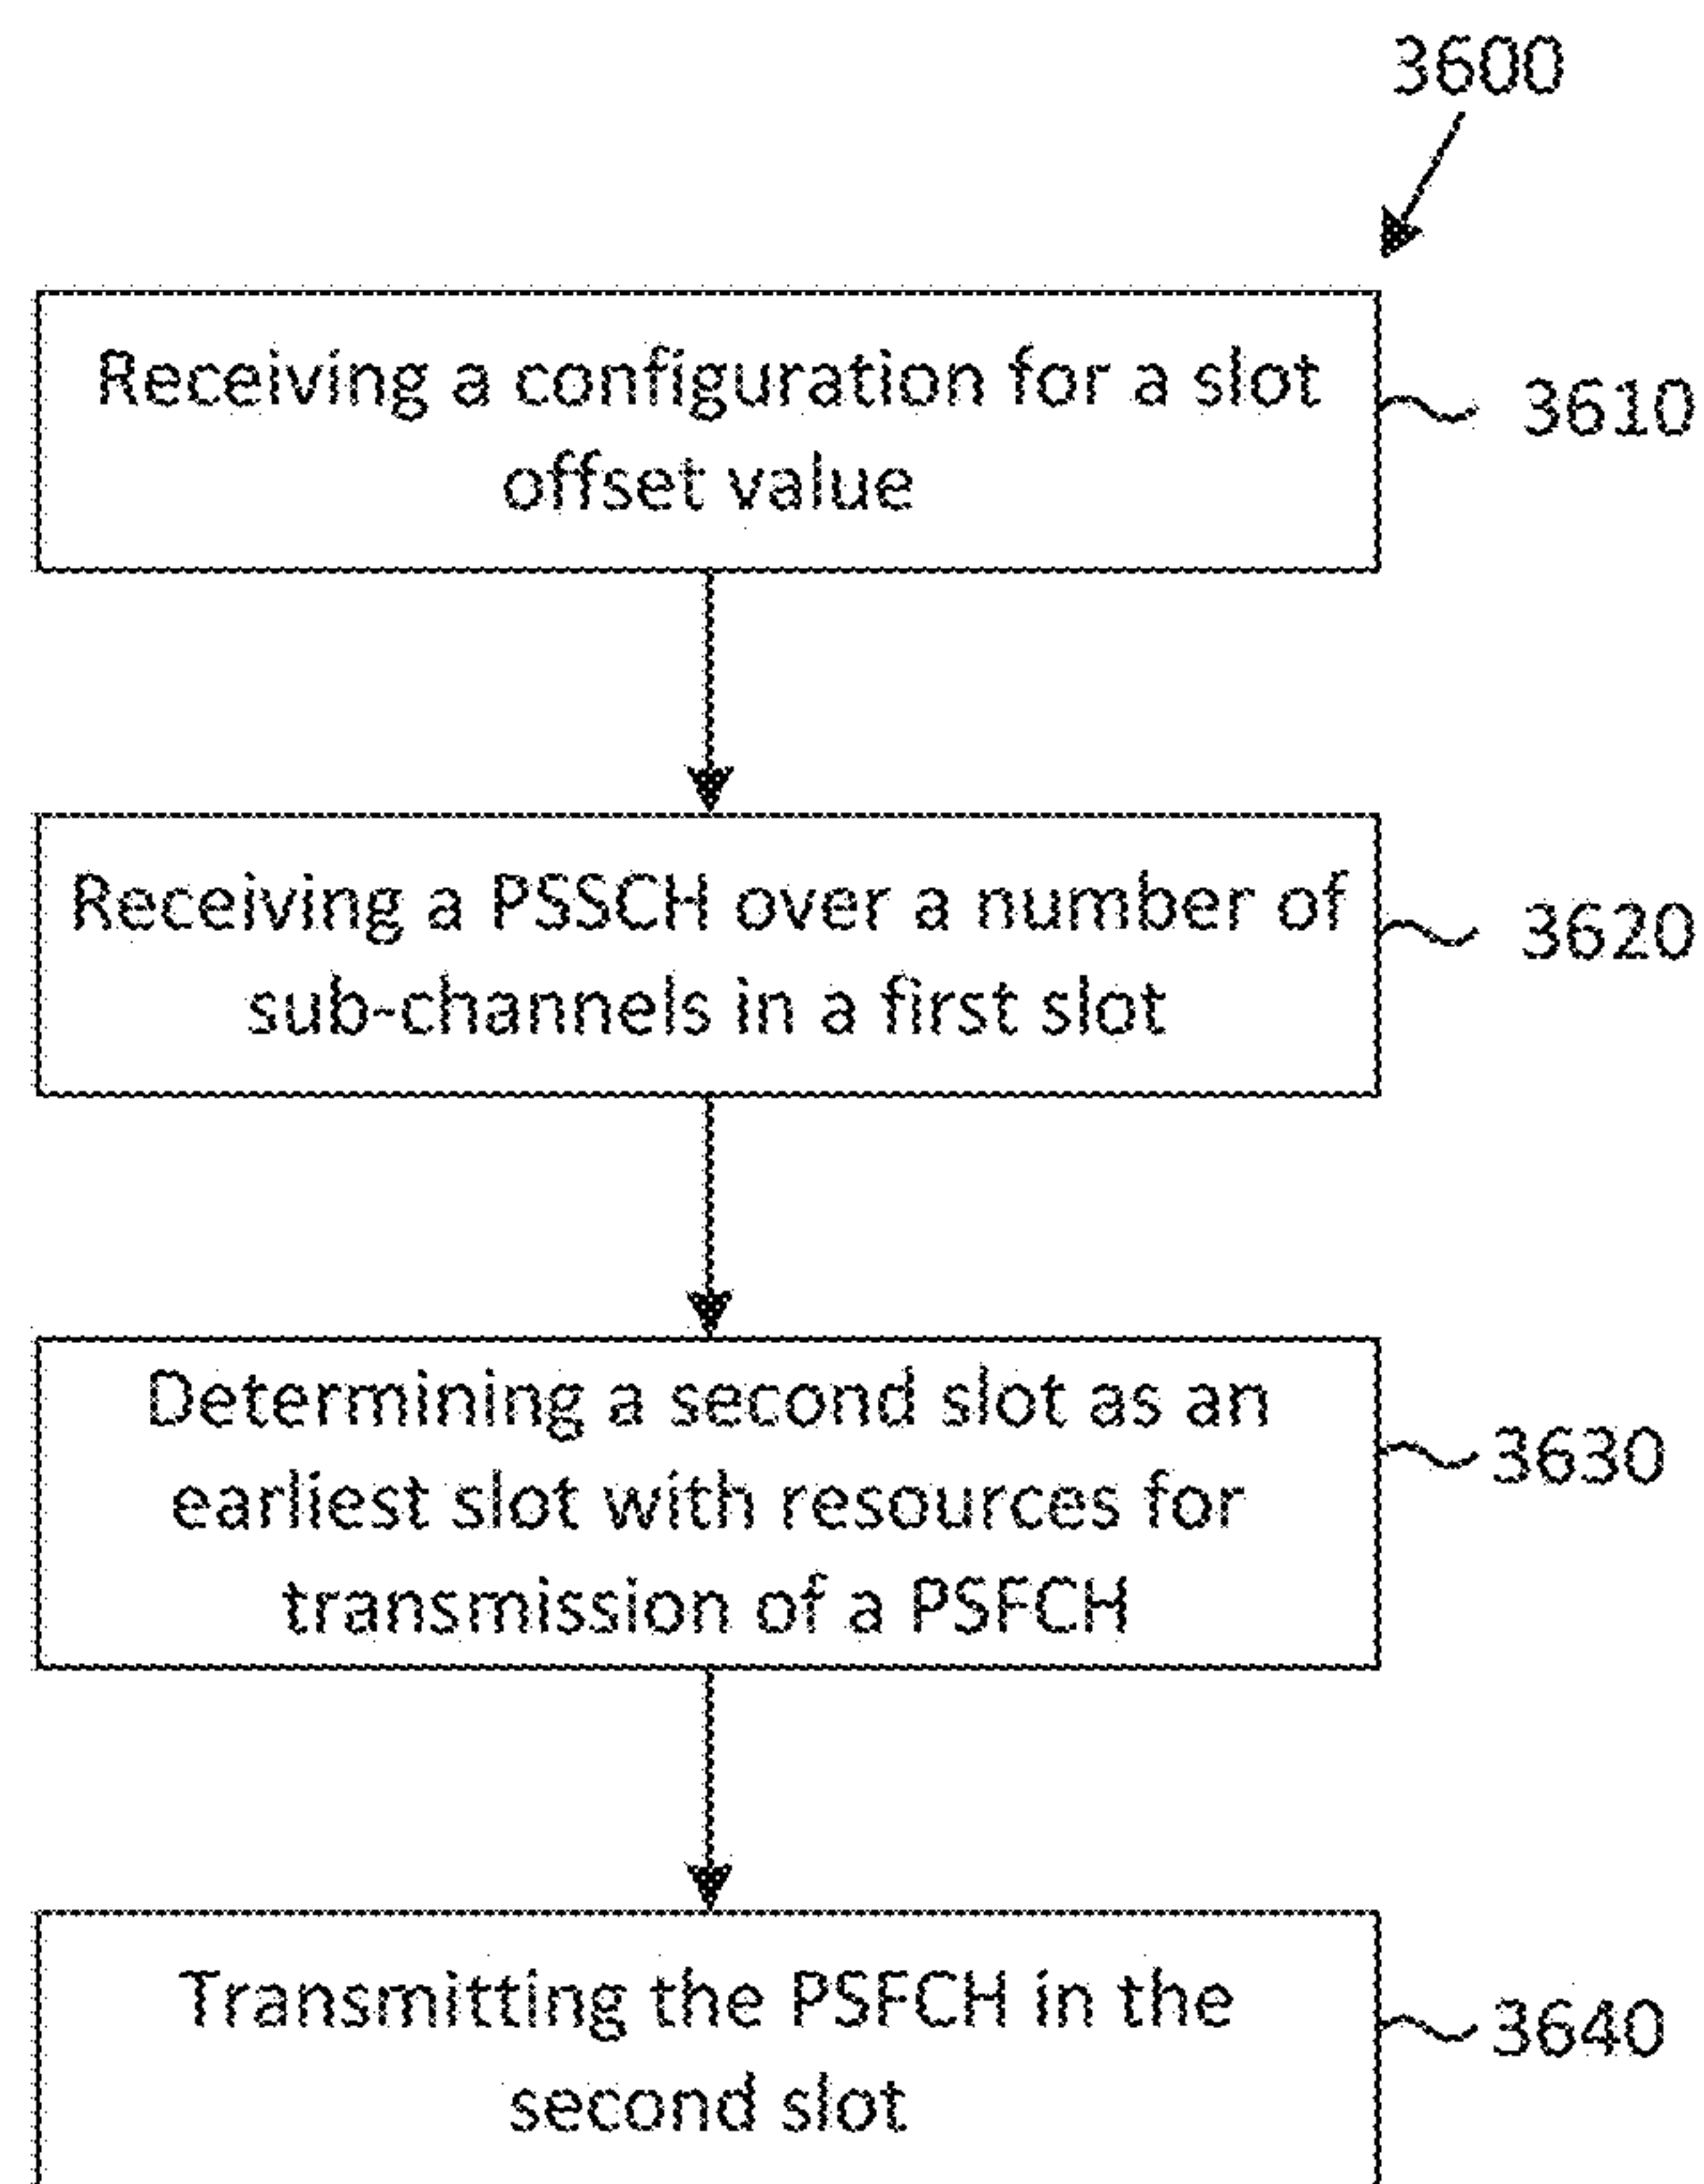 3600
Receiving a configuration for a slot
offset value
3610
Receiving a PSSCH over a number of
sub-channels in a first slot
3620
Determining a second slot as an
earliest slot with resources for
transmission of a PSFCH
3630
Transmitting the PSFCH in the
second slot
3640